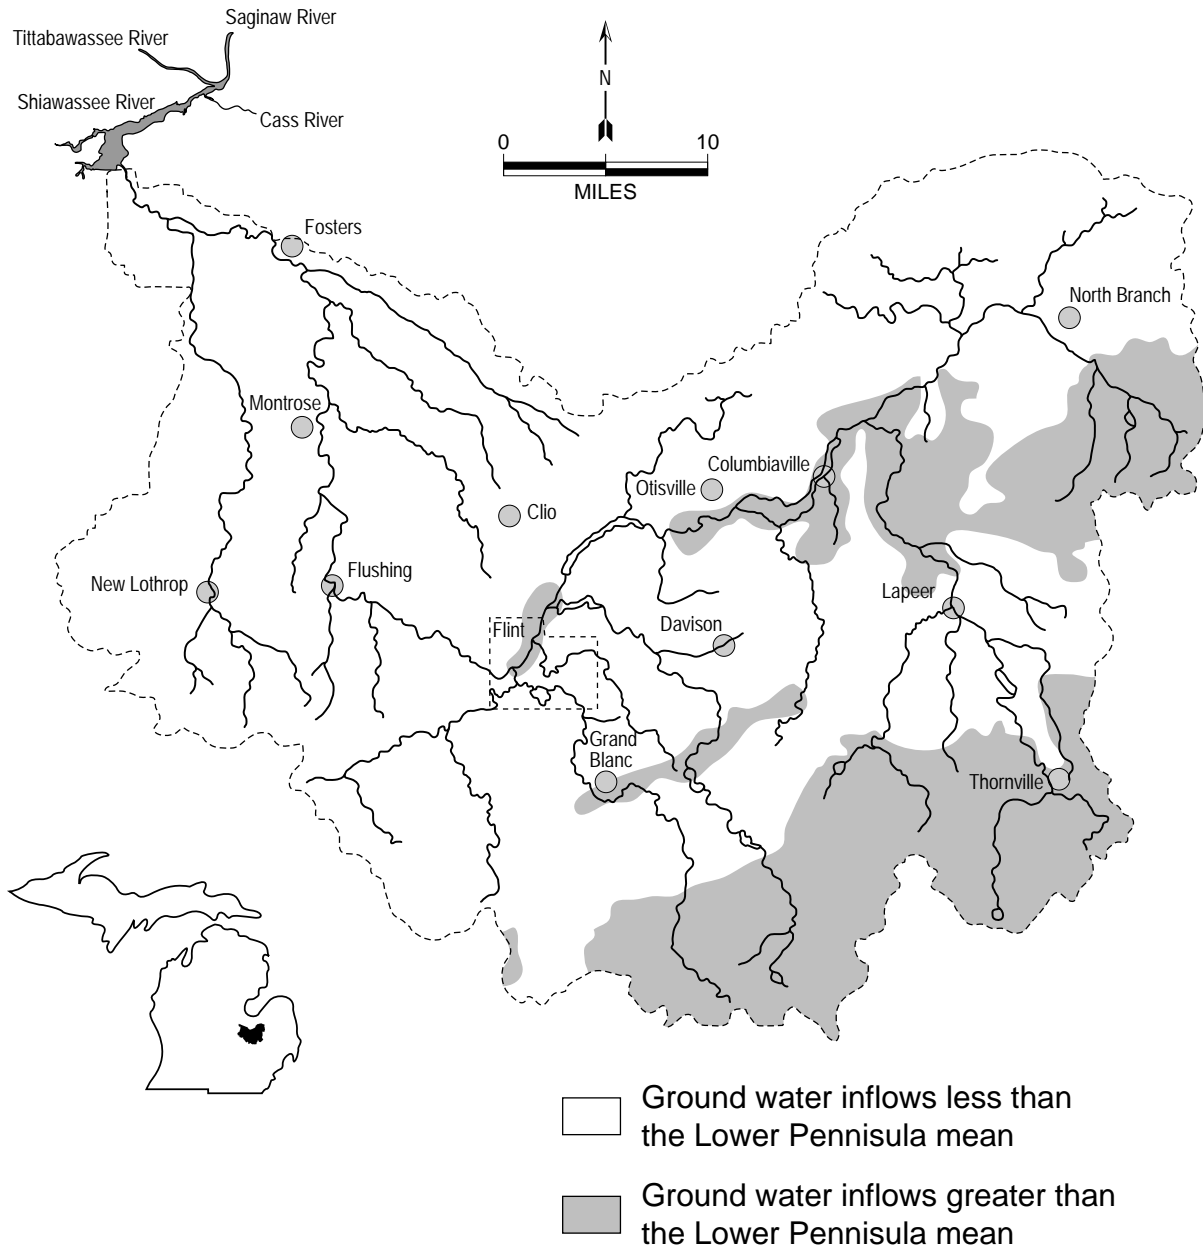 Saginaw River
Tittabawassee River
Shiawassee River
Cass River
N
0 10
MILES
Fosters
North Branch
Montrose
Columbiaville
Otisville
Clio
New Lothrop
Flushing
Lapeer
Flint
Davison
Grand
Blanc
Thornville
Ground water inflows less than
the Lower Pennisula mean
Ground water inflows greater than
the Lower Pennisula mean